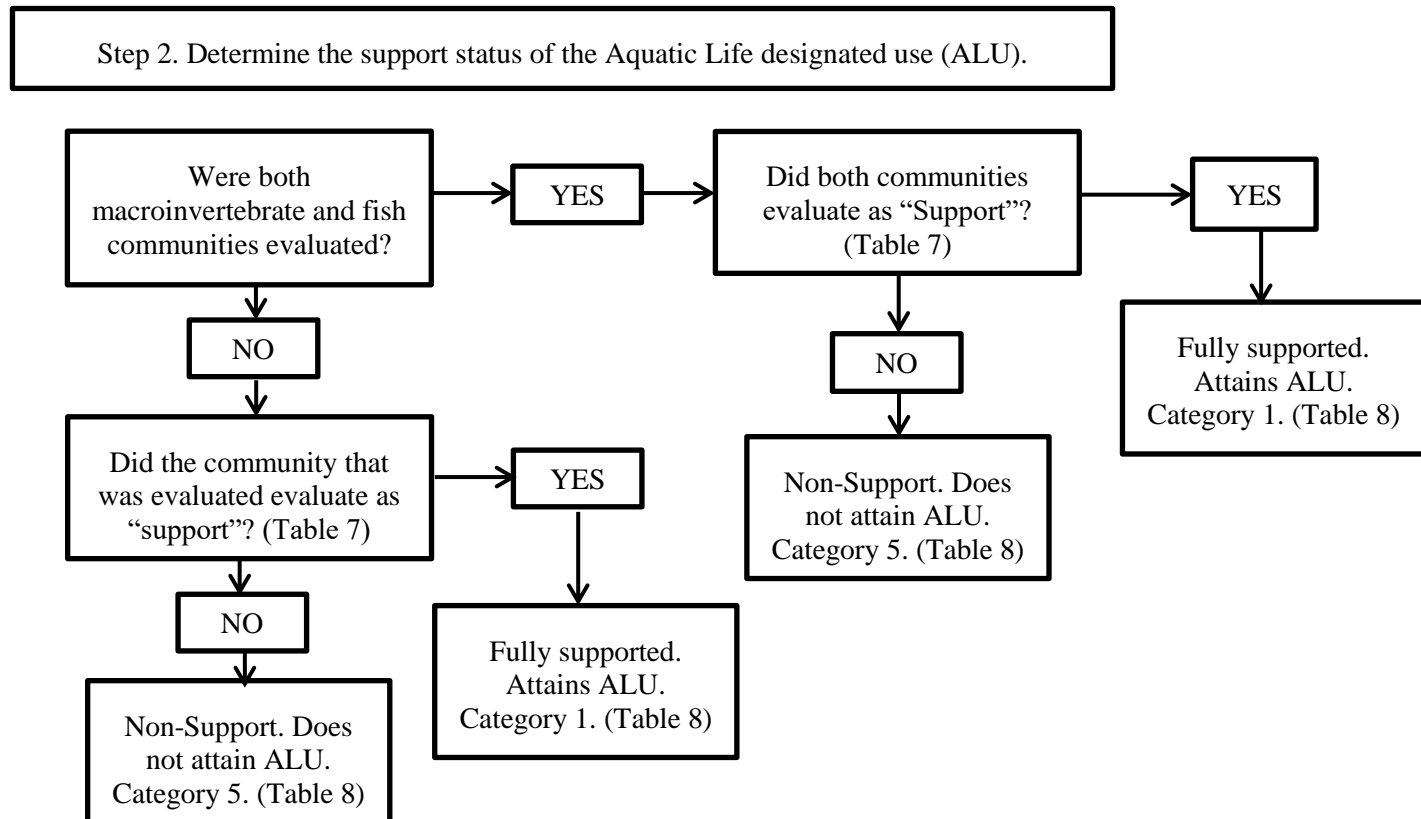 Step 2. Determine the support status of the Aquatic Life designated use (ALU).
Were both
macroinvertebrate and fish
communities evaluated?
YES
Did both communities
evaluate as “Support”?
(Table 7)
YES
NO
NO
Fully supported.
Attains ALU.
Category 1. (Table 8)
Did the community that
was evaluated evaluate as
“support”? (Table 7)
YES
Non-Support. Does
not attain ALU.
Category 5. (Table 8)
NO
Fully supported.
Attains ALU.
Category 1. (Table 8)
Non-Support. Does
not attain ALU.
Category 5. (Table 8)